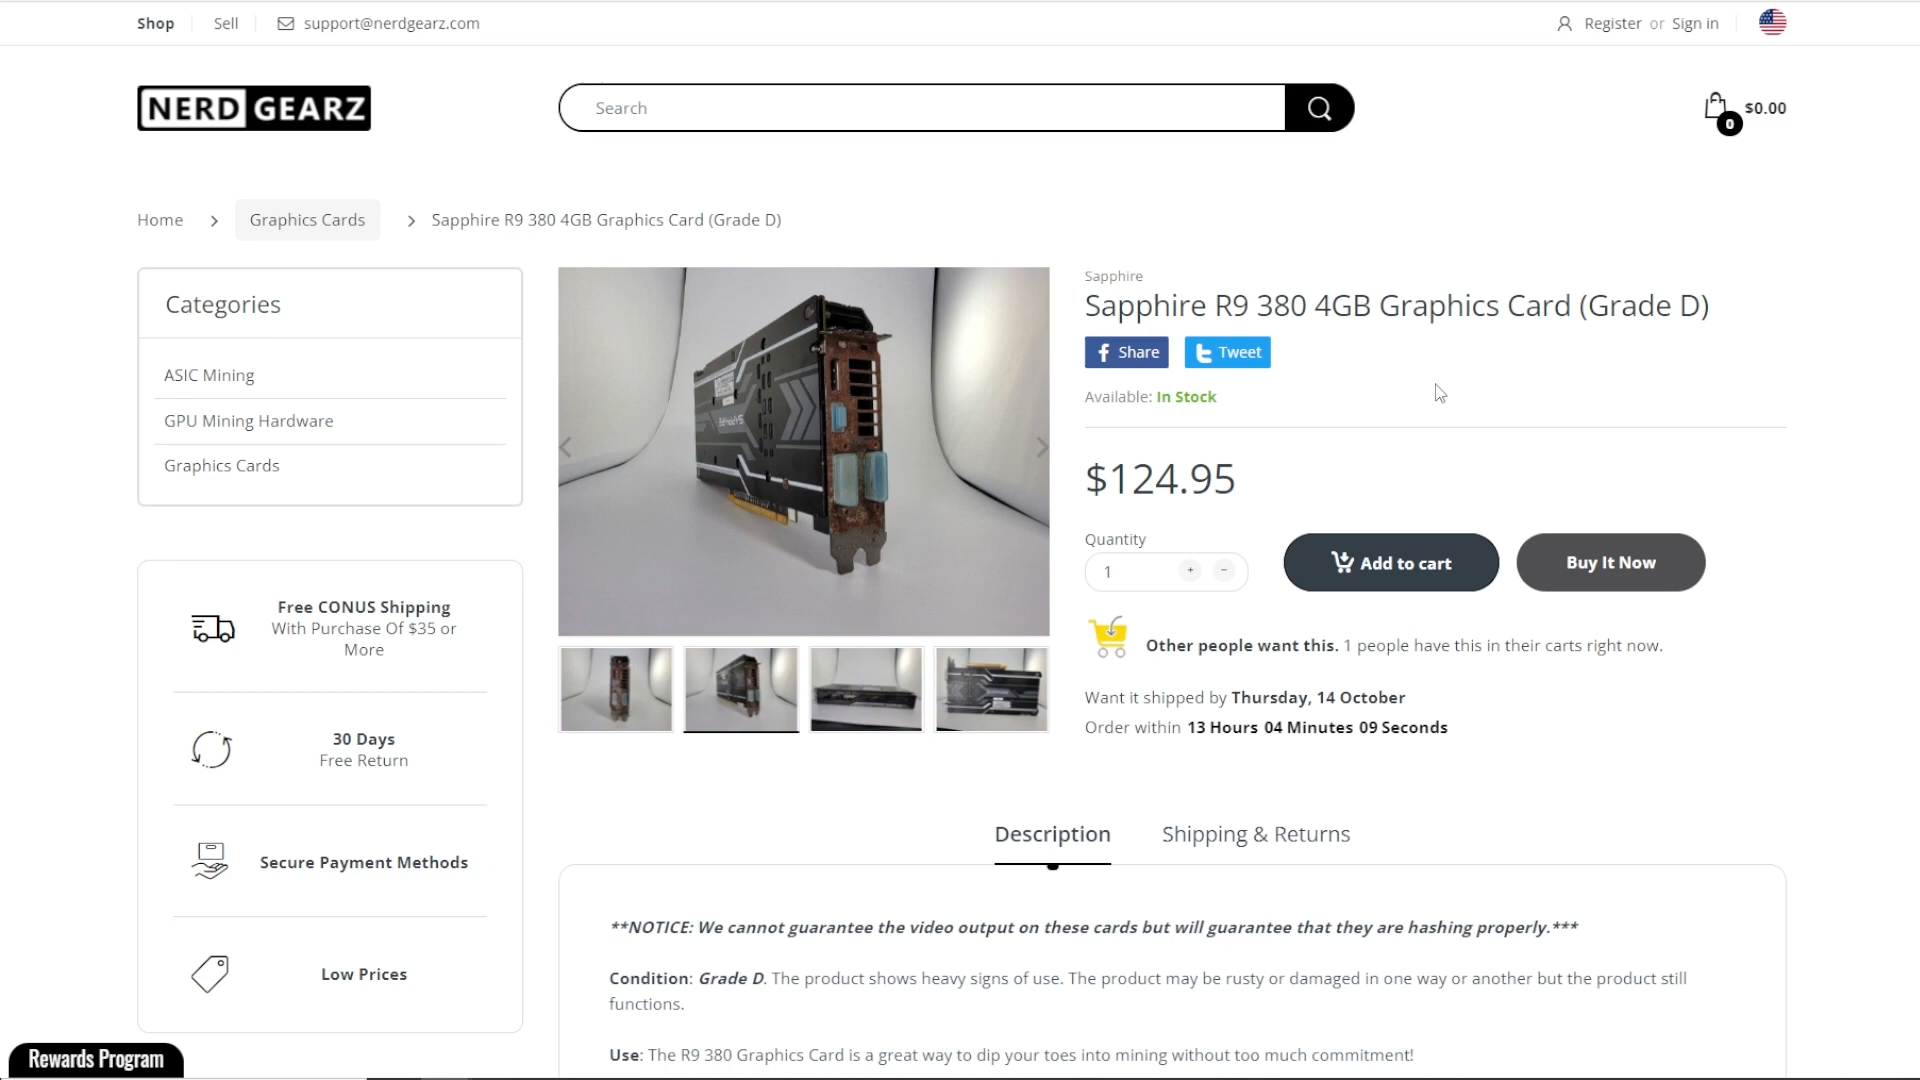 Shop
Sell
support@nerdgearz.com
Register or Sign in
NERD GEARZ
Search
0
$0.00
Home
Graphics Cards
Sapphire R9 380 4GB Graphics Card (Grade D)
Categories
ASIC Mining
GPU Mining Hardware
Graphics Cards
Free CONUS Shipping
With Purchase Of $35 or
More
30 Days
Free Return
Secure Payment Methods
Low Prices
Rewards Program
Sapphire
Sapphire R9 380 4GB Graphics Card (Grade D)
Share
Tweet
Available: In Stock
$124.95
Quantity
1
+
-
Add to cart
Buy It Now
Other people want this. 1 people have this in their carts right now.
Want it shipped by Thursday, 14 October
Order within 13 Hours 04 Minutes 09 Seconds
Description
Shipping & Returns
**NOTICE: We cannot guarantee the video output on these cards but will guarantee that they are hashing properly.***
Condition: Grade D. The product shows heavy signs of use. The product may be rusty or damaged in one way or another but the product still
functions.
Use: The R9 380 Graphics Card is a great way to dip your toes into mining without too much commitment!